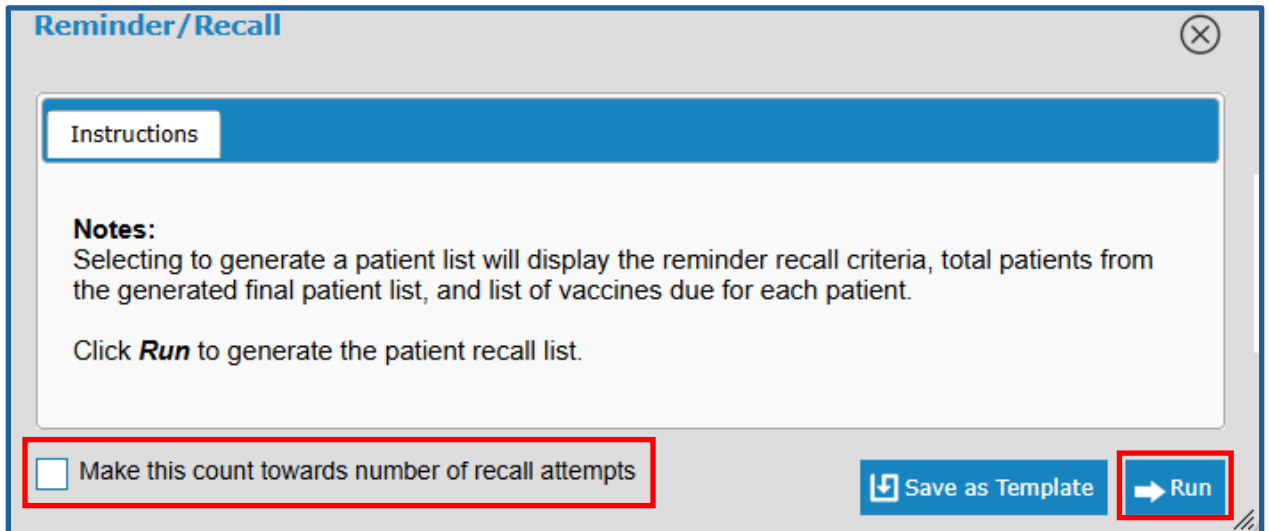 Reminder/Recall
Instructions
Notes:
Selecting to generate a patient list will display the reminder recall criteria, total patients from
the generated final patient list, and list of vaccines due for each patient.
Click Run to generate the patient recall list.
Make this count towards number of recall attempts
Save as Template
Run